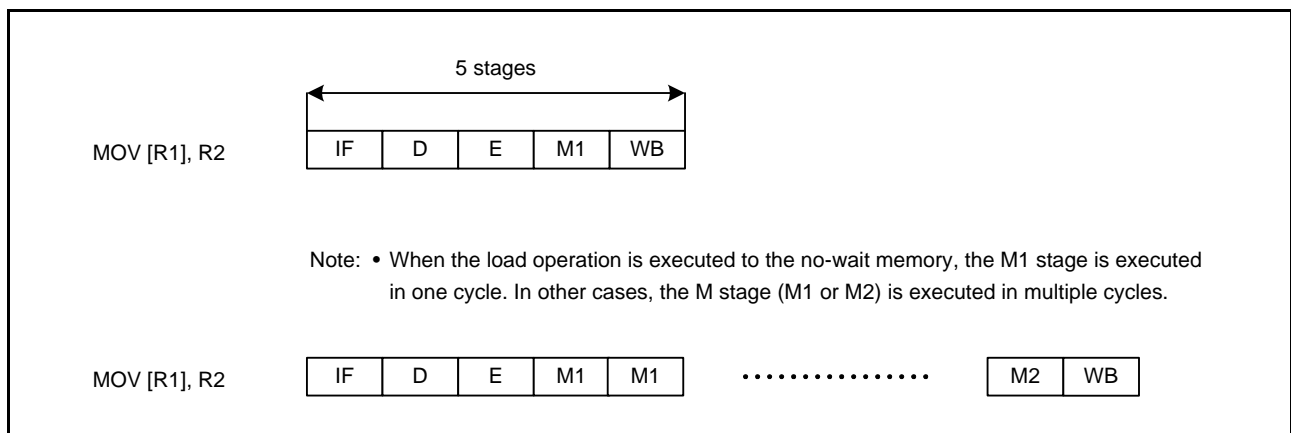 5 stages
MOV [R1], R2 IF D E M1 WB
Note: • When the load operation is executed to the no-wait memory, the M1 stage is executed
in one cycle. In other cases, the M stage (M1 or M2) is executed in multiple cycles.
MOV [R1], R2 IF D E M1 M1 ................ M2 WB